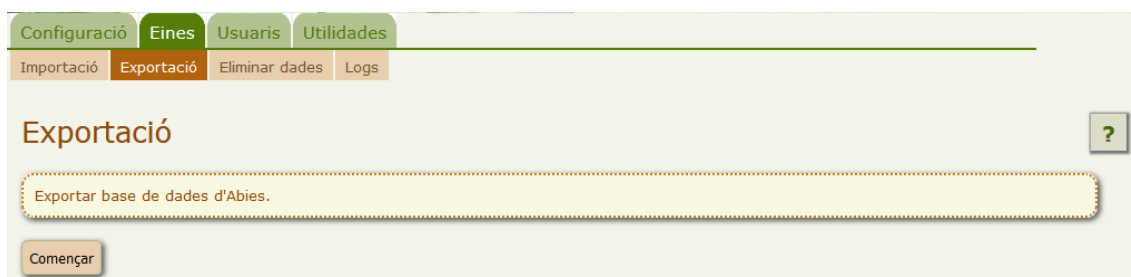 Configuració Eines Usuaris Utilidades
Importació Exportació Eliminar dades Logs
Exportació
?
Exportar base de dades d'Abies.
Començar